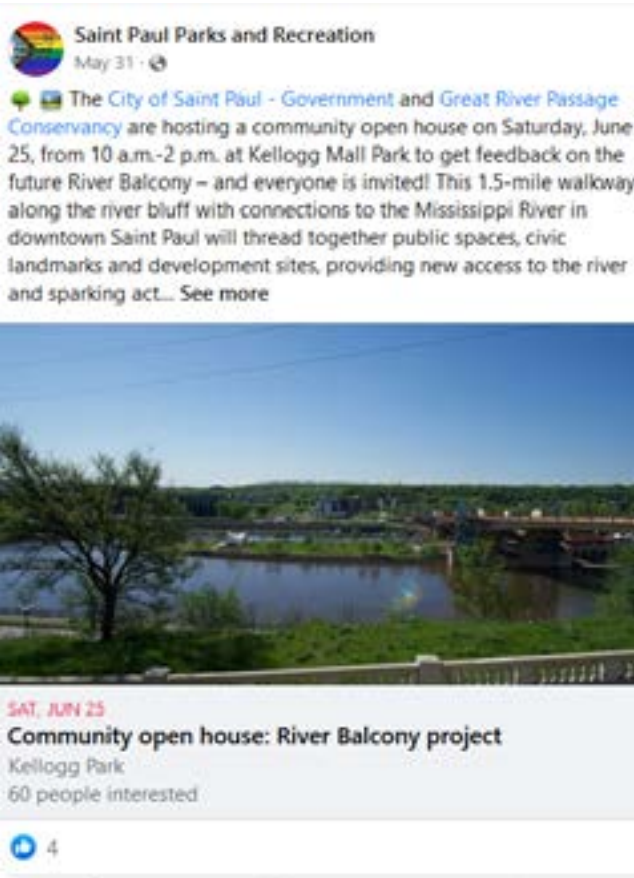 Saint Paul Parks and Recreation
May 31 ·
The City of Saint Paul - Government and Great River Passage
Conservancy are hosting a community open house on Saturday, June
25, from 10 a.m.-2 p.m. at Kellogg Mall Park to get feedback on the
future River Balcony – and everyone is invited! This 1.5-mile walkway
along the river bluff with connections to the Mississippi River in
downtown Saint Paul will thread together public spaces, civic
landmarks and development sites, providing new access to the river
and sparking act... See more
SAT, JUN 25
Community open house: River Balcony project
Kellogg Park
60 people interested
4